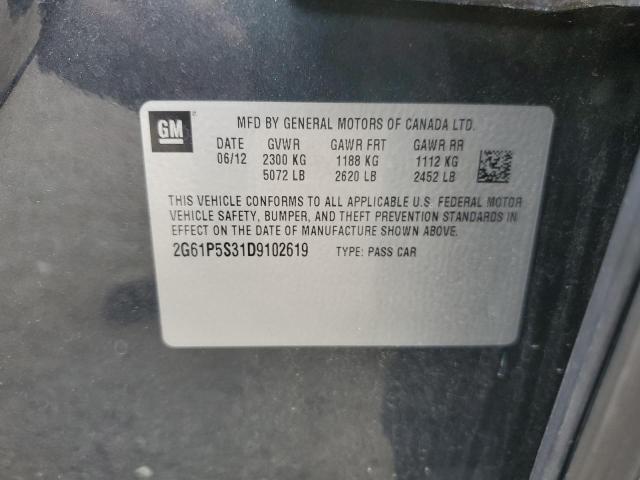 GM
MFD BY GENERAL MOTORS OF CANADA LTD.
DATE GVWR GAWR FRT GAWR RR
06/12 2300 KG 1188 KG 1112 KG
5072 LB 2620 LB 2452 LB
THIS VEHICLE CONFORMS TO ALL APPLICABLE U.S. FEDERAL MOTOR
VEHICLE SAFETY, BUMPER, AND THEFT PREVENTION STANDARDS IN
EFFECT ON THE DATE OF MANUFACTURE SHOWN ABOVE.
2G61P5S31D9102619 TYPE: PASS CAR